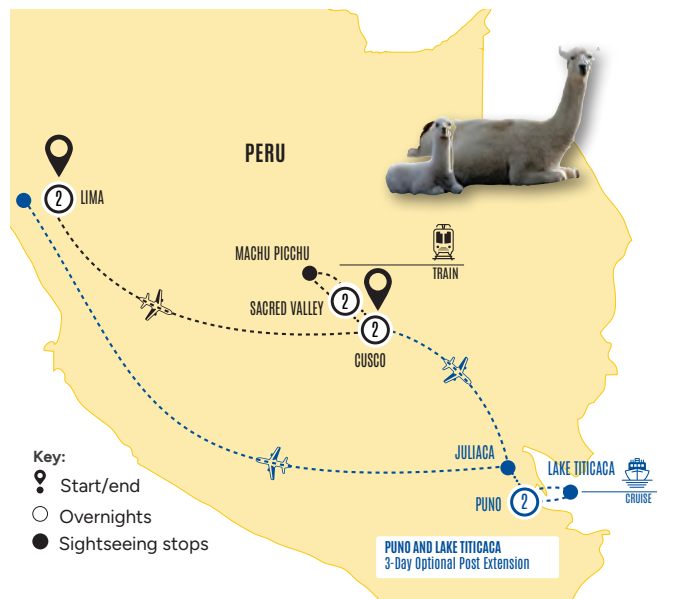 PERU
2
LIMA
MACHU PICCHU
TRAIN
SACRED VALLEY
2
2
CUSCO
JULIACA
LAKE TITICACA
CRUISE
PUNO
2
Key:
Start/end
Overnights
Sightseeing stops
PUNO AND LAKE TITICACA
3-Day Optional Post Extension